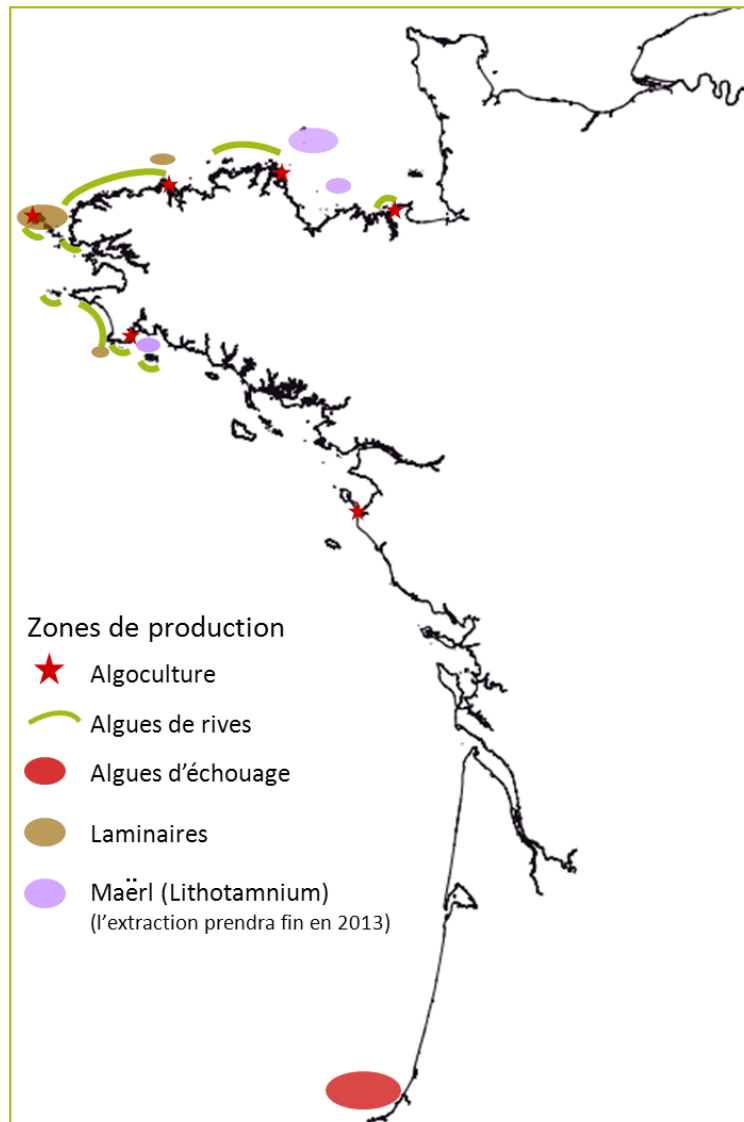 Zones de production
Algoculture
Algues de rives
Algues d'échouage
Laminaires
Maërl (Lithotamnium)
(l'extraction prendra fin en 2013)